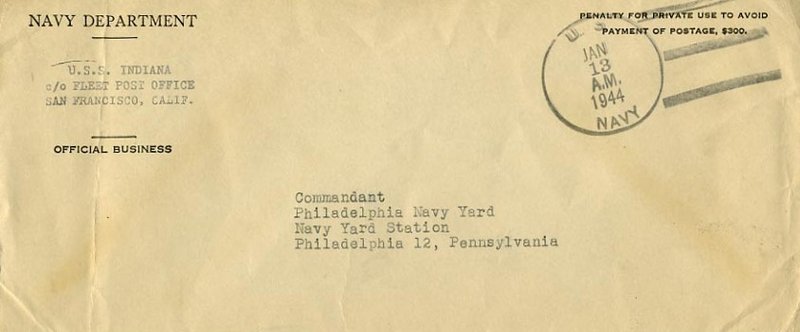 NAVY DEPARTMENT
U.S.S. INDIANA
c/o FLEET POST OFFICE
SAN FRANCISCO, CALIF.
OFFICIAL BUSINESS
PENALTY FOR PRIVATE USE TO AVOID
PAYMENT OF POSTAGE, $300.
U. S.
JAN
13
A.M.
1944
NAVY
Commandant
Philadelphia Navy Yard
Navy Yard Station
Philadelphia 12, Pennsylvania